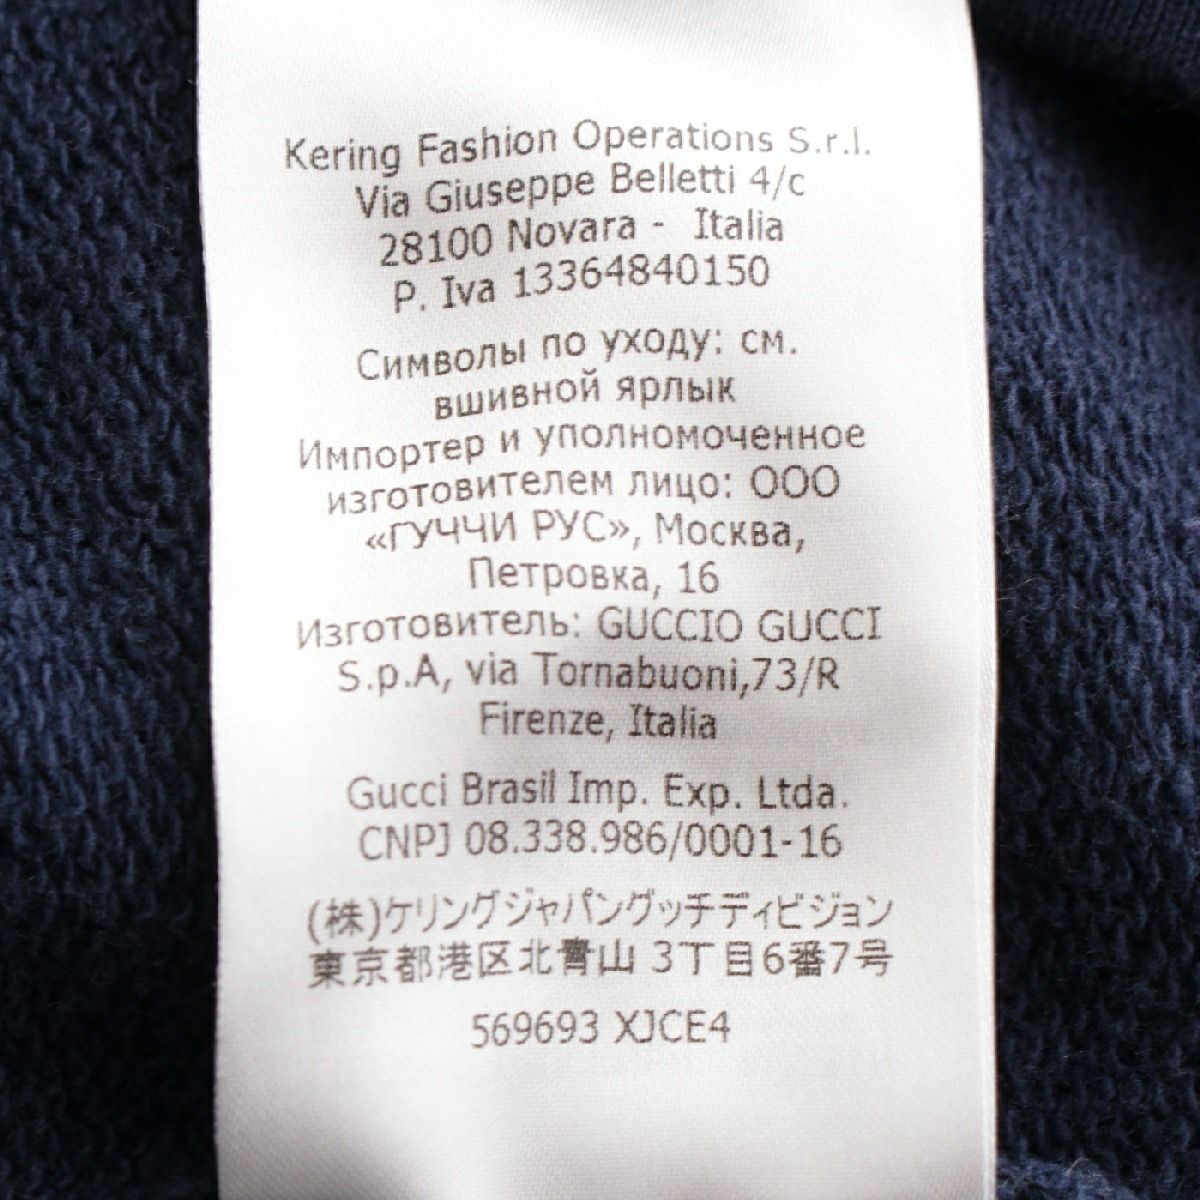 Kering Fashion Operations S.r.l.
Via Giuseppe Belletti 4/c
28100 Novara - Italia
P. Iva 13364840150
Символы по уходу: см.
вшивной ярлык
Импортер и уполномоченное
изготовителем лицо: ООО
«ГУЧЧИ РУС», Москва,
Петровка, 16
Изготовитель: GUCCIO GUCCI
S.p.A, via Tornabuoni,73/R
Firenze, Italia
Gucci Brasil Imp. Exp. Ltda.
CNPJ 08.338.986/0001-16
(株)ケリングジャパングッチディビジョン
東京都港区北青山 3丁目6番7号
569693 XJCE4